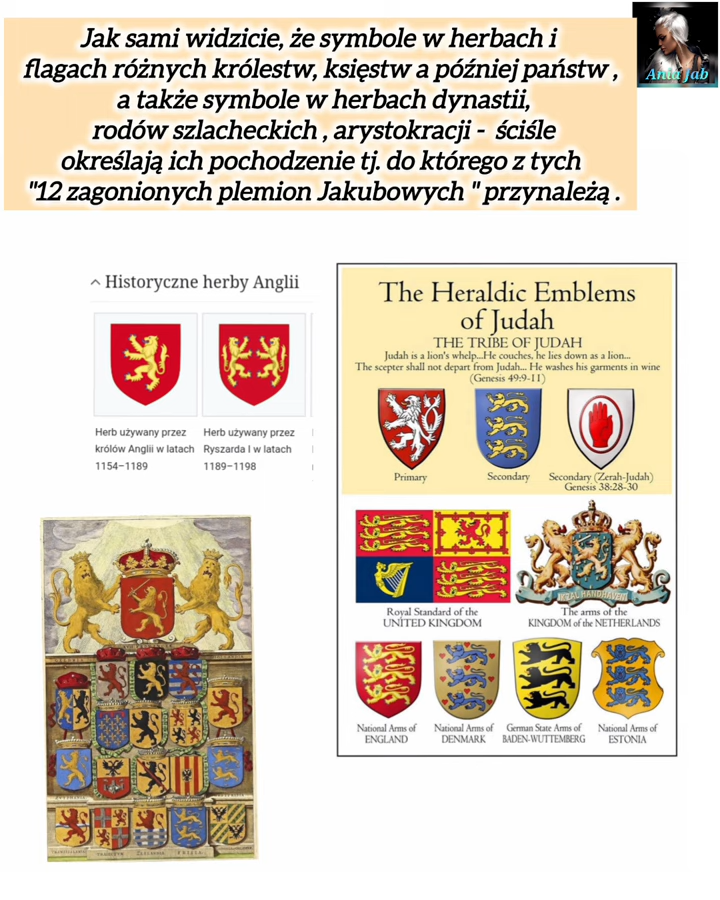 Jak sami widzicie, że symbole w herbach i
flagach różnych królestw, księstw a później państw ,
a także symbole w herbach dynastii,
rodów szlacheckich , arystokracji - ściśle
określają ich pochodzenie tj. do którego z tych
"12 zagonionych plemion Jakubowych " przynależą .
Ania Jab
^ Historyczne herby Anglii
Herb używany przez
królów Anglii w latach
1154–1189
Herb używany przez
Ryszarda I w latach
1189–1198
The Heraldic Emblems
of Judah
THE TRIBE OF JUDAH
Judah is a lion's whelp...He couches, he lies down as a lion...
The scepter shall not depart from Judah... He washes his garments in wine
(Genesis 49:9-11)
Primary
Secondary
Secondary (Zerah-Judah)
Genesis 38:28-30
Royal Standard of the
UNITED KINGDOM
The arms of the
KINGDOM of the NETHERLANDS
National Arms of
ENGLAND
National Arms of
DENMARK
German State Arms of
BADEN-WUTTEMBERG
National Arms of
ESTONIA